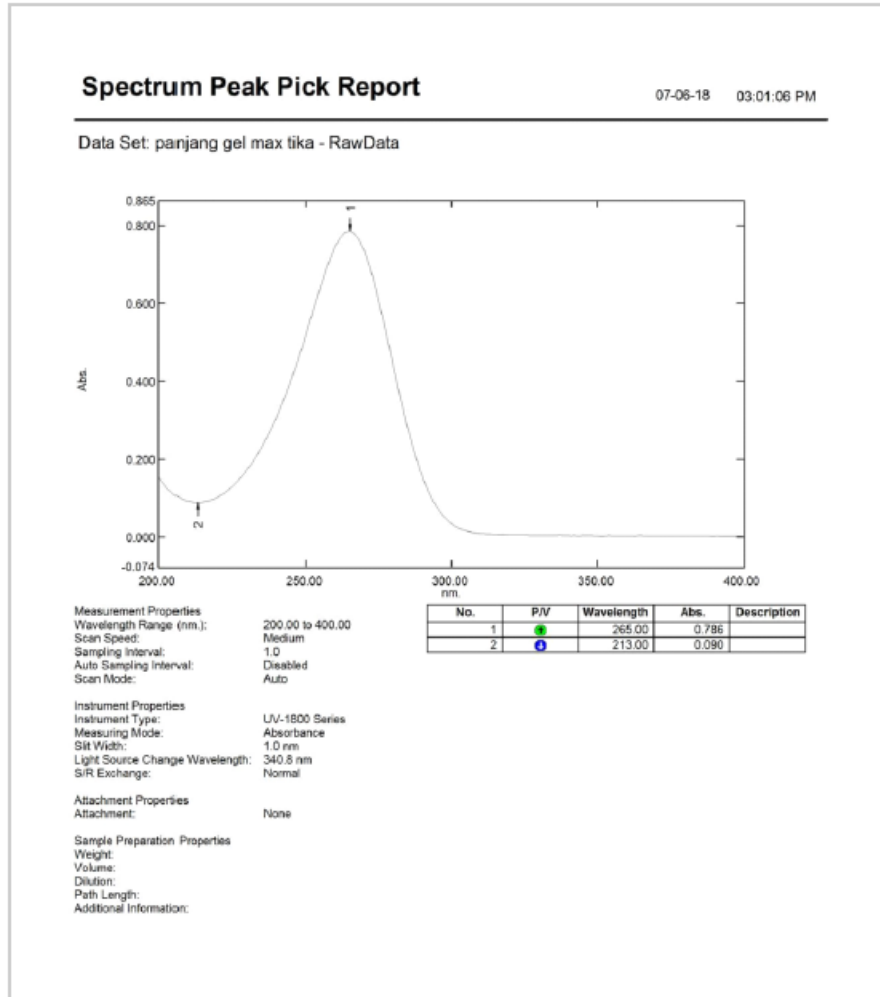 Spectrum Peak Pick Report
07-06-18 03:01:06 PM
Data Set: panjang gel max tika - RawData
0.865
0.800
0.600
0.400
0.200
0.000
-0.074
Abs.
1
2
200.00 250.00 300.00 350.00 400.00
nm.
Measurement Properties
Wavelength Range (nm.): 200.00 to 400.00
Scan Speed: Medium
Sampling Interval: 1.0
Auto Sampling Interval: Disabled
Scan Mode: Auto
Instrument Properties
Instrument Type: UV-1800 Series
Measuring Mode: Absorbance
Slit Width: 1.0 nm
Light Source Change Wavelength: 340.8 nm
S/R Exchange: Normal
Attachment Properties
Attachment: None
Sample Preparation Properties
Weight:
Volume:
Dilution:
Path Length:
Additional Information:
No. P/V Wavelength Abs. Description
1 265.00 0.786
2 213.00 0.090